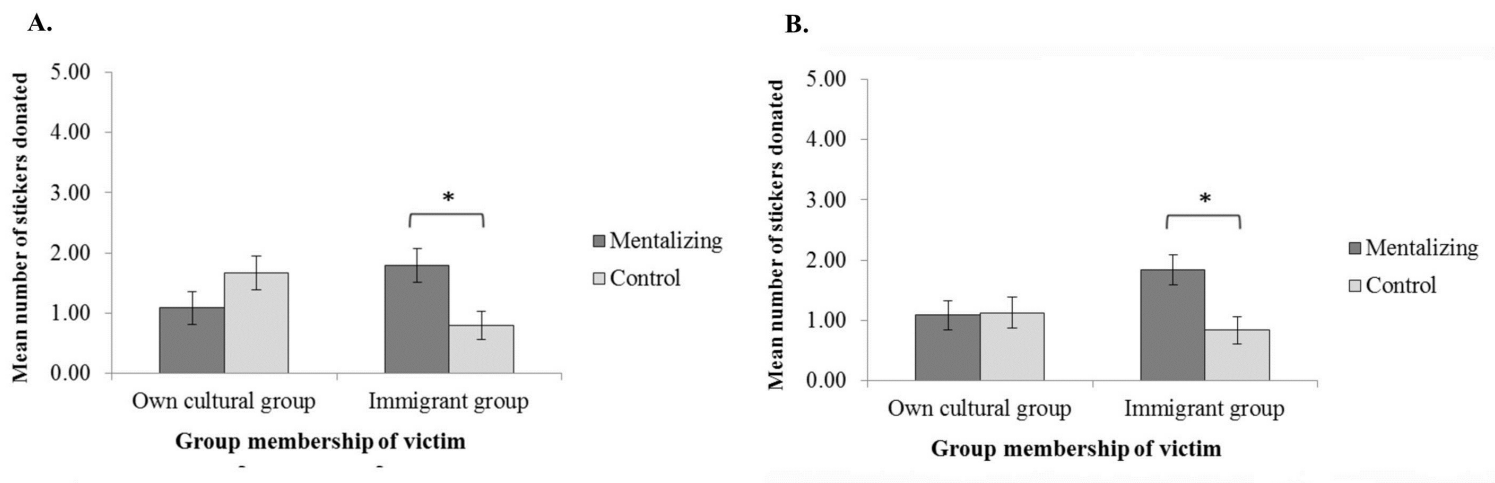 A.
Mean number of stickers donated
5.00
4.00
3.00
2.00
1.00
0.00
*
Own cultural group
Immigrant group
Group membership of victim
Mentalizing
Control
B.
Mean number of stickers donated
5.00
4.00
3.00
2.00
1.00
0.00
*
Own cultural group
Immigrant group
Group membership of victim
Mentalizing
Control